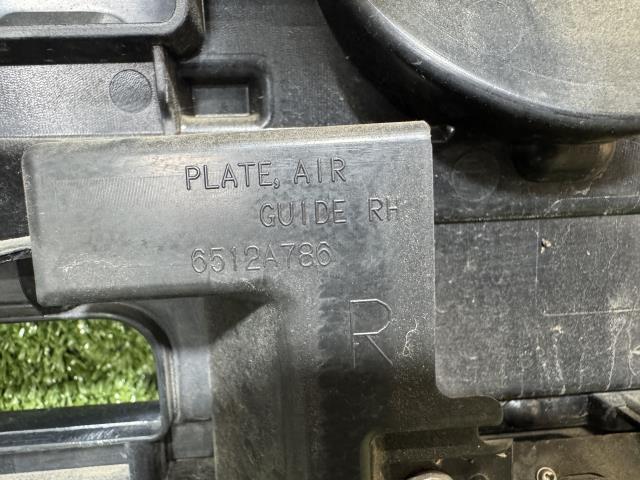 PLATE, AIR
GUIDE RH
6512A786
R